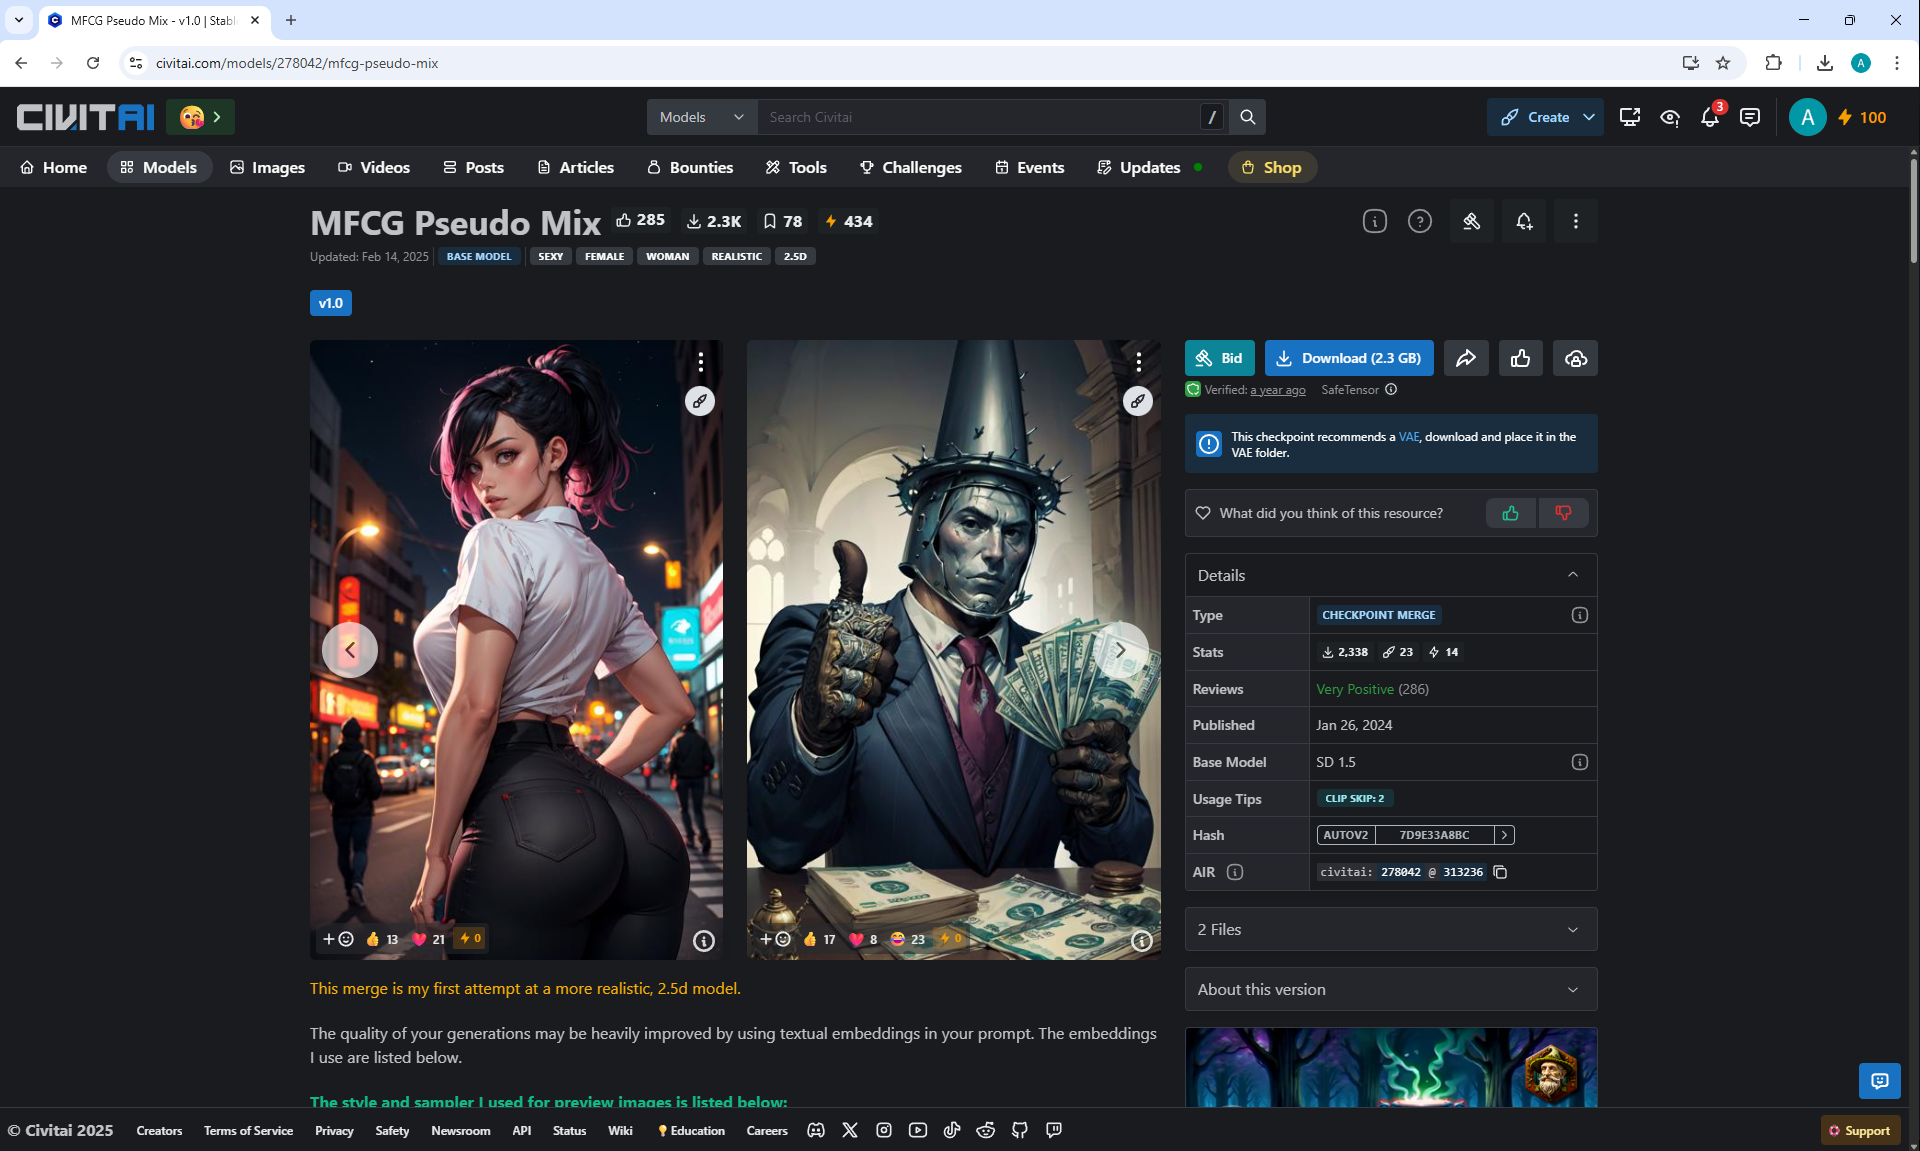 MFCG Pseudo Mix - v1.0 | Stabl
civitai.com/models/278042/mfcg-pseudo-mix
A
CIVITAI
Models
Search Civitai
/
Create
3
A
100
Home
Models
Images
Videos
Posts
Articles
Bounties
Tools
Challenges
Events
Updates
Shop
MFCG Pseudo Mix
285
2.3K
78
434
Updated: Feb 14, 2025
BASE MODEL
SEXY
FEMALE
WOMAN
REALISTIC
2.5D
v1.0
Bid
Download (2.3 GB)
Verified: a year ago
SafeTensor
This checkpoint recommends a VAE, download and place it in the
VAE folder.
What did you think of this resource?
Details
Type
CHECKPOINT MERGE
Stats
2,338
23
14
Reviews
Very Positive (286)
Published
Jan 26, 2024
Base Model
SD 1.5
Usage Tips
CLIP SKIP: 2
Hash
AUTOV2
7D9E33A8BC
AIR
civitai: 278042 @ 313236
2 Files
About this version
13
21
0
17
8
23
0
This merge is my first attempt at a more realistic, 2.5d model.
The quality of your generations may be heavily improved by using textual embeddings in your prompt. The embeddings
I use are listed below.
The style and sampler I used for preview images is listed below:
© Civitai 2025
Creators
Terms of Service
Privacy
Safety
Newsroom
API
Status
Wiki
Education
Careers
Support